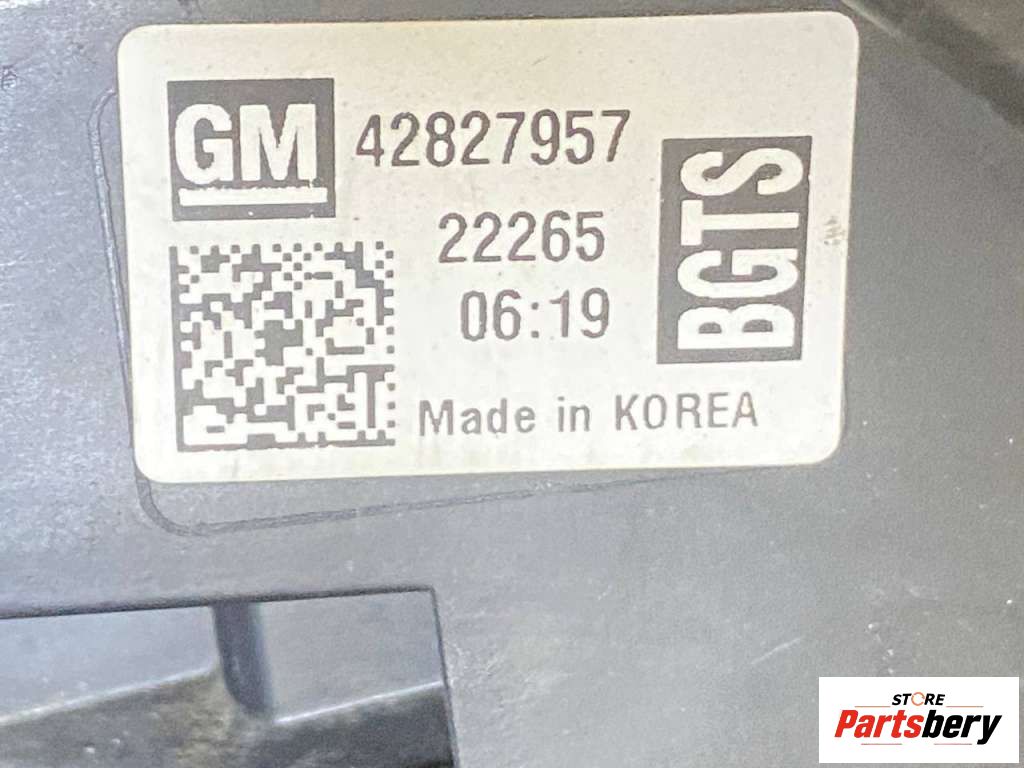 GM 42827957
22265
06:19
BGTS
Made in KOREA
STORE
Partsbery